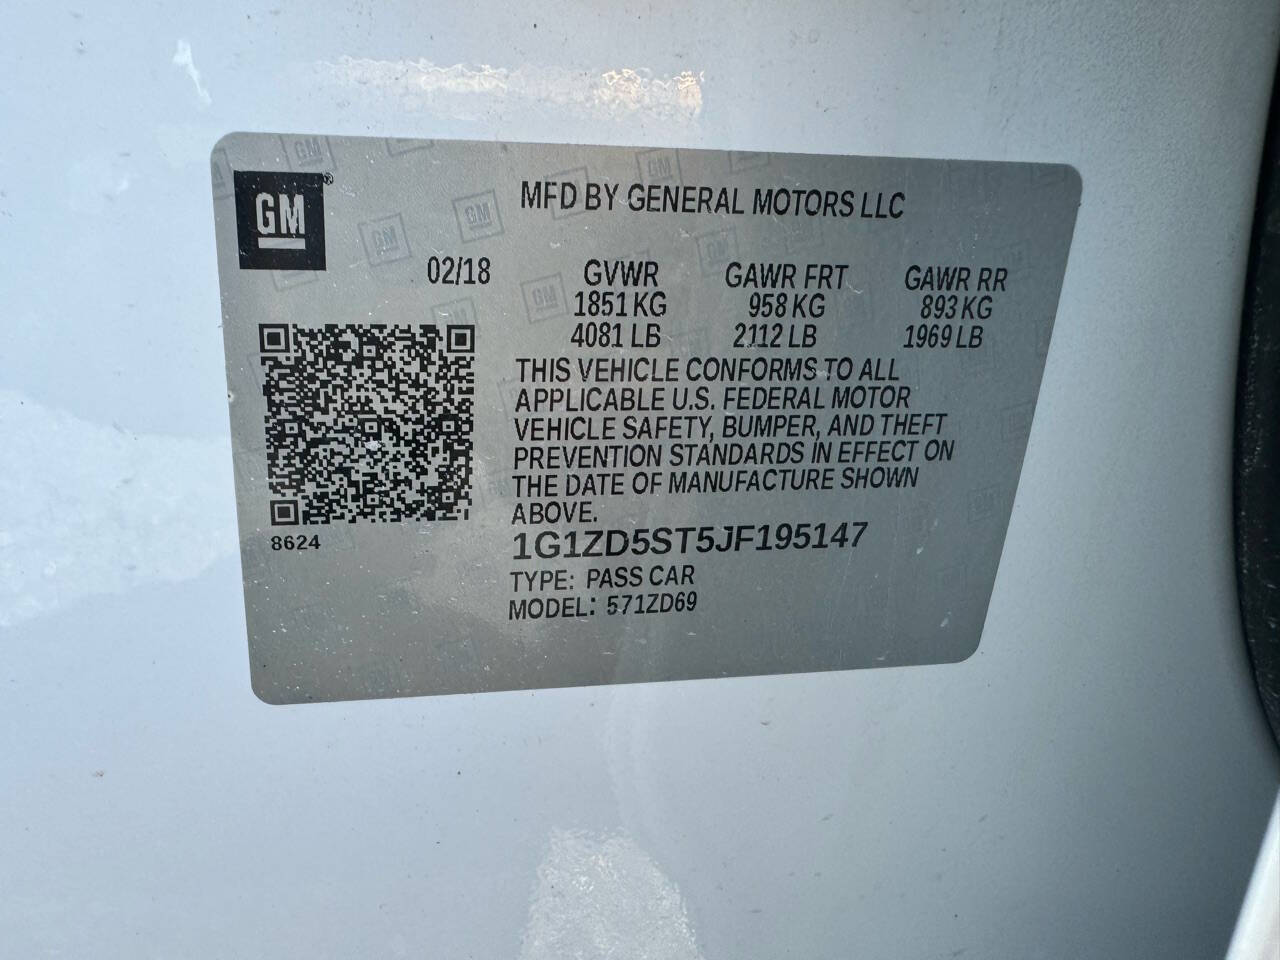 GM®
MFD BY GENERAL MOTORS LLC
02/18 GVWR GAWR FRT GAWR RR
1851 KG 958 KG 893 KG
4081 LB 2112 LB 1969 LB
THIS VEHICLE CONFORMS TO ALL
APPLICABLE U.S. FEDERAL MOTOR
VEHICLE SAFETY, BUMPER, AND THEFT
PREVENTION STANDARDS IN EFFECT ON
THE DATE OF MANUFACTURE SHOWN
ABOVE.
8624
1G1ZD5ST5JF195147
TYPE: PASS CAR
MODEL: 571ZD69